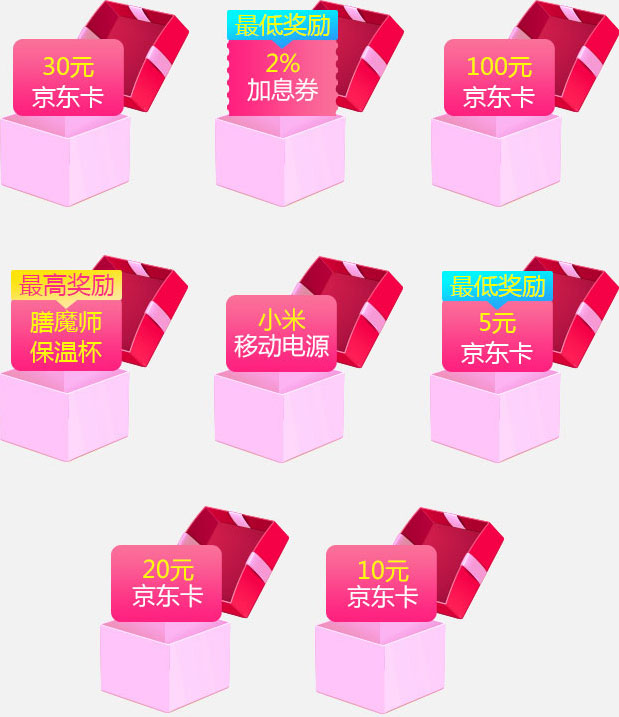 30元
京东卡
最低奖励
2%
加息券
100元
京东卡
最高奖励
膳魔师
保温杯
小米
移动电源
最低奖励
5元
京东卡
20元
京东卡
10元
京东卡